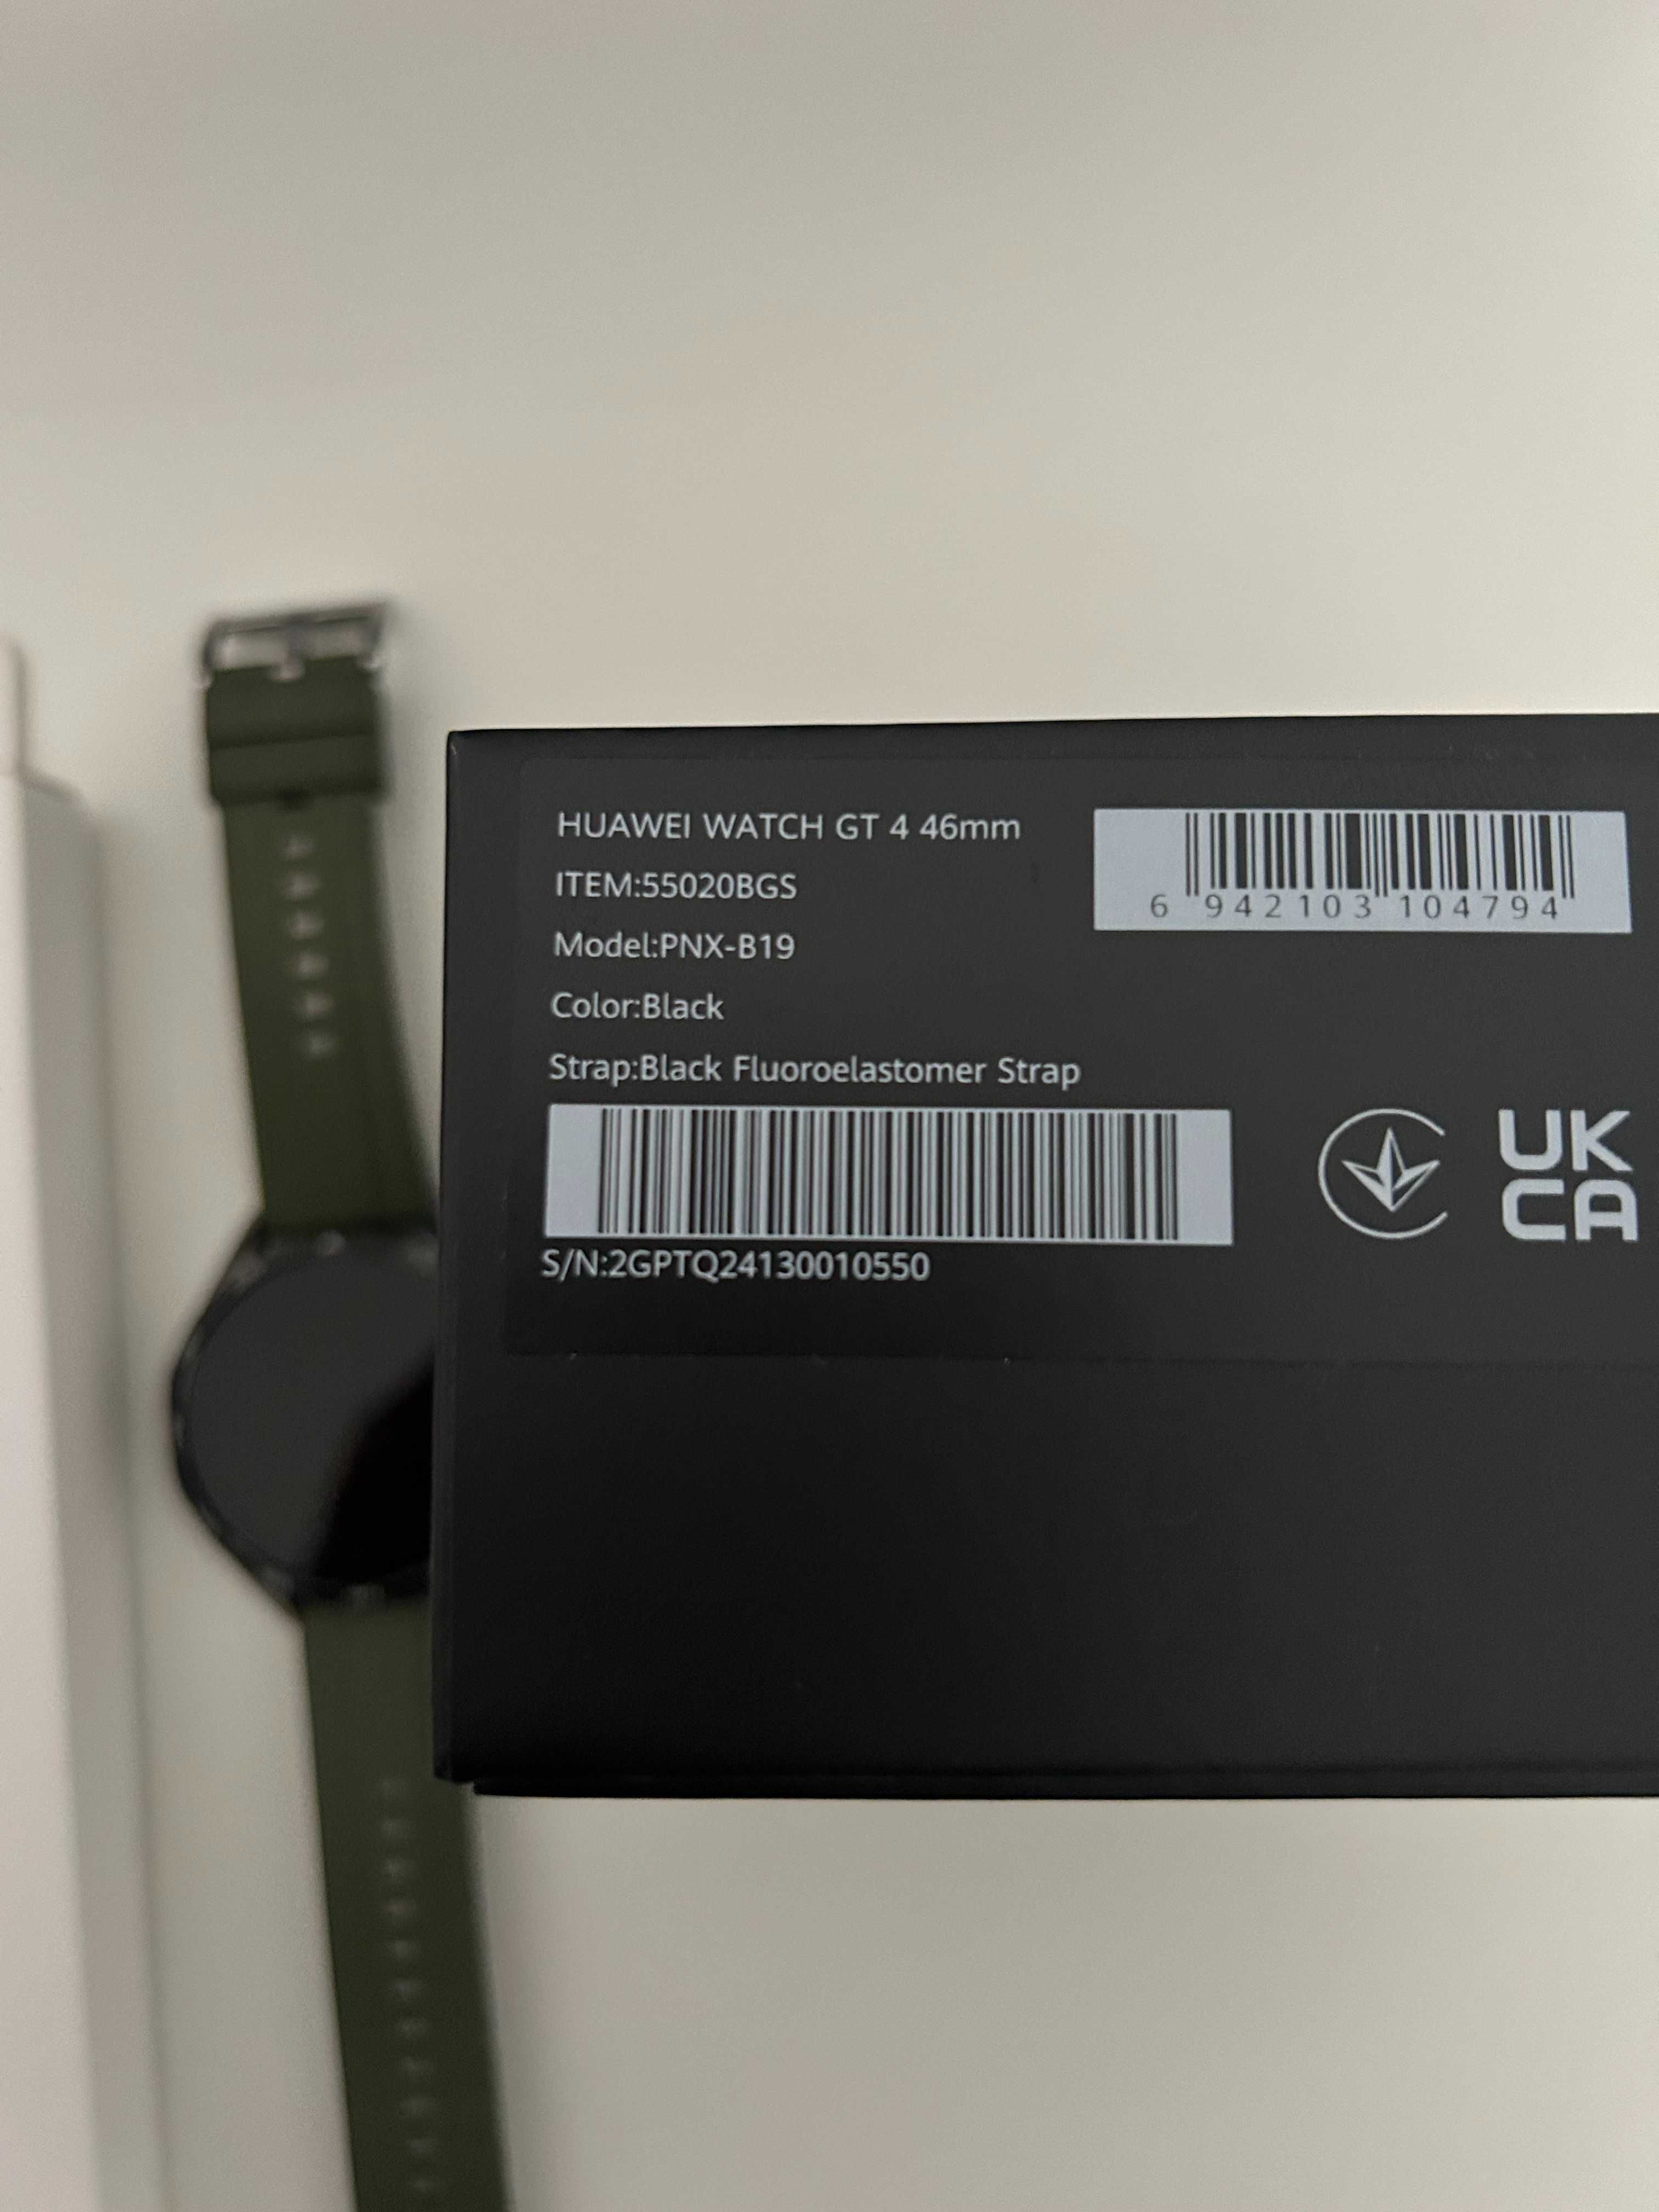 HUAWEI WATCH GT 4 46mm
ITEM:55020BGS
Model:PNX-B19
Color:Black
Strap:Black Fluoroelastomer Strap
S/N:2GPTQ24130010550
6 942103 104794
UK
CA